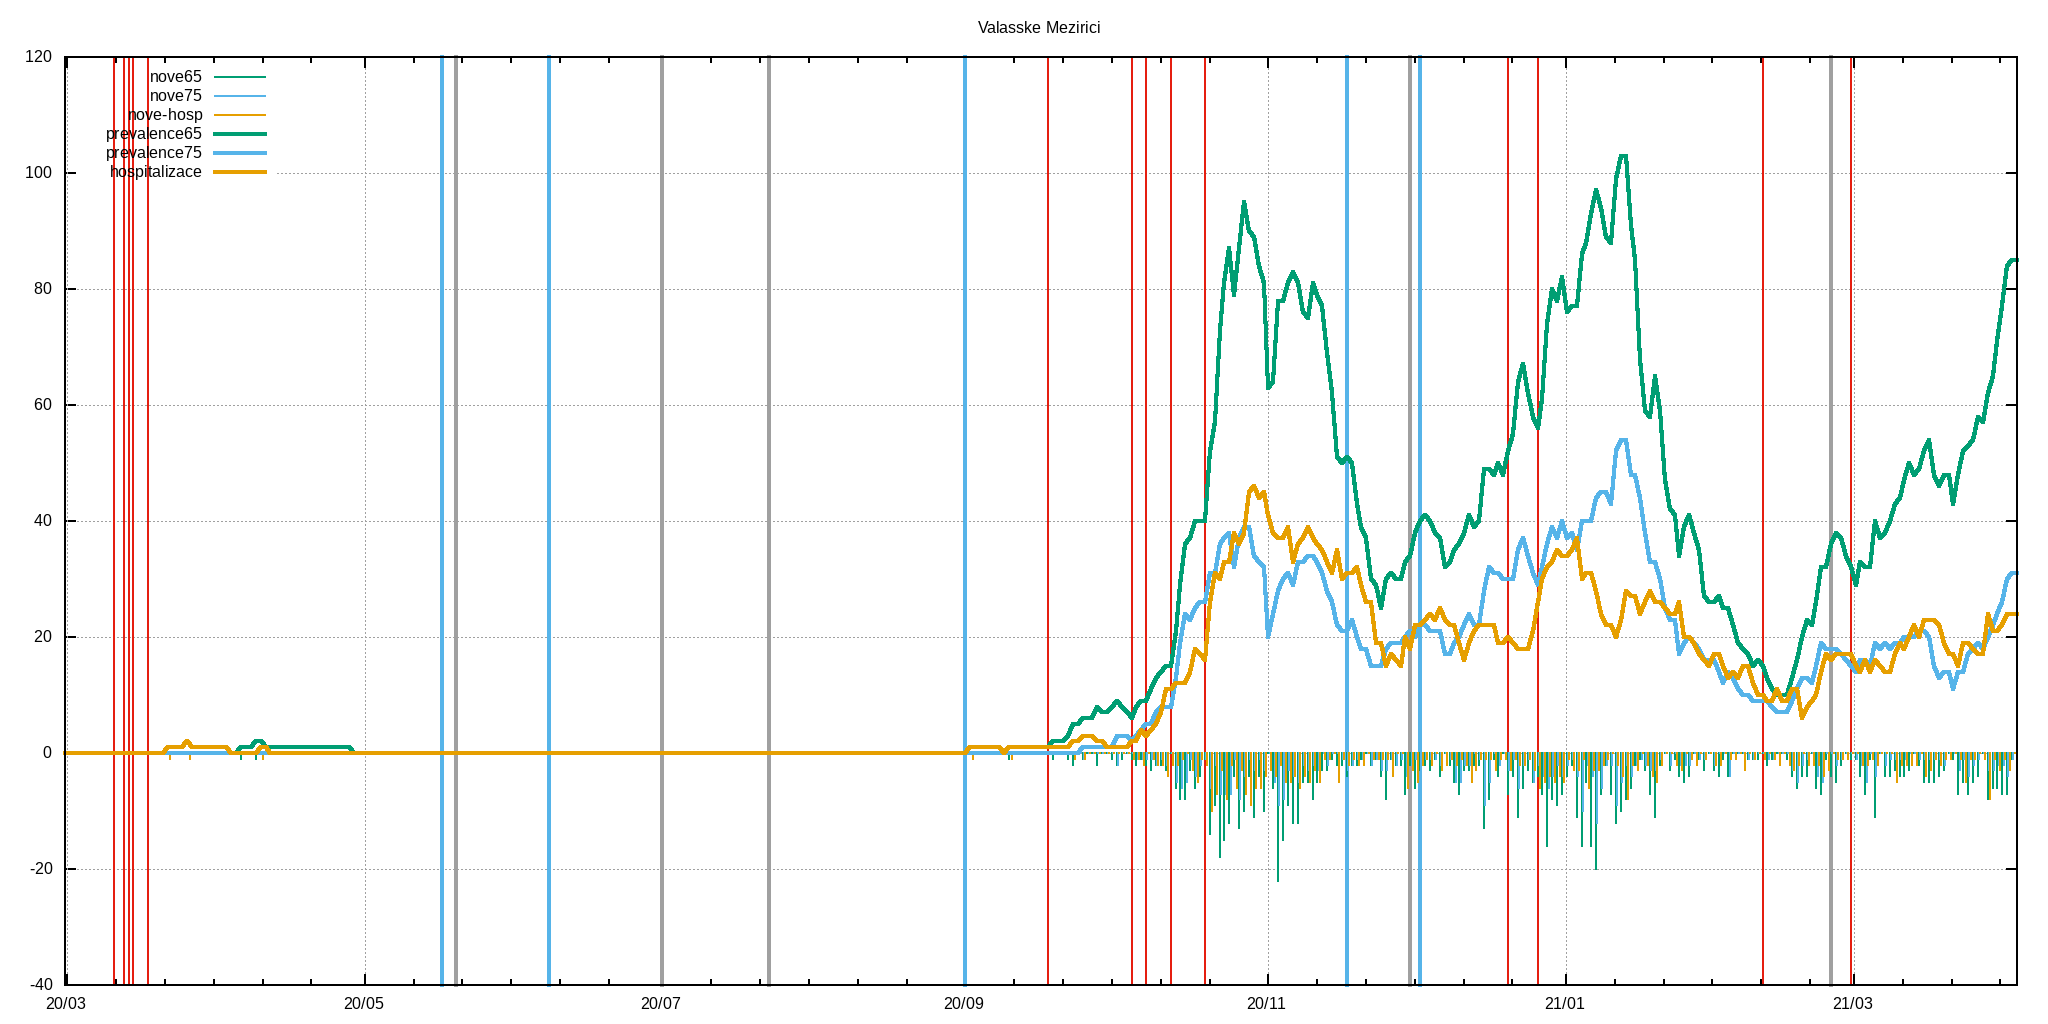 Valasske Mezirici
120
100
80
60
40
20
0
-20
-40
nove65
nove75
nove-hosp
prevalence65
prevalence75
hospitalizace
20/03 20/05 20/07 20/09 20/11 21/01 21/03